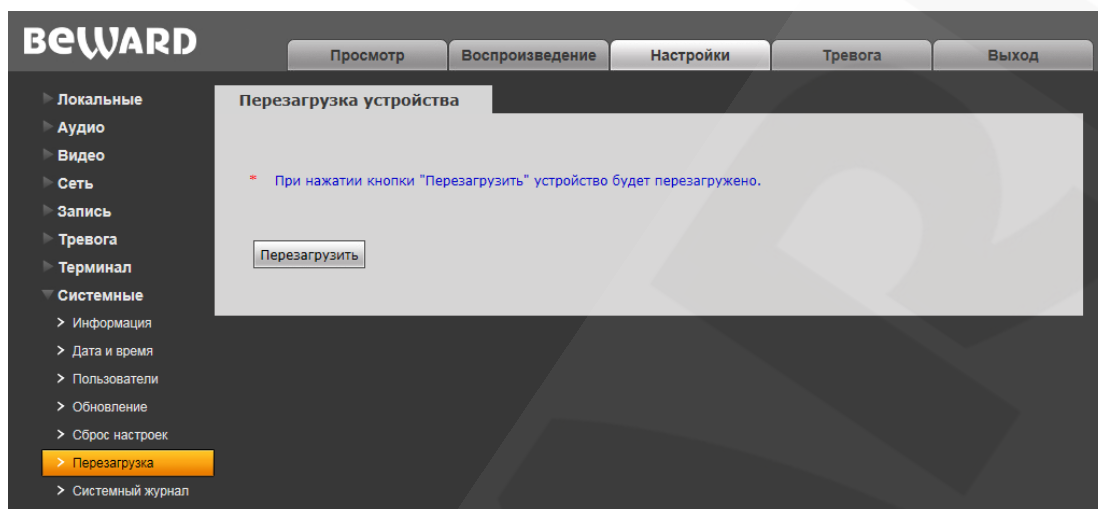 BEWARD
Просмотр Воспроизведение Настройки Тревога Выход
Локальные
Аудио
Видео
Сеть
Запись
Тревога
Терминал
Системные
> Информация
> Дата и время
> Пользователи
> Обновление
> Сброс настроек
> Перезагрузка
> Системный журнал
Перезагрузка устройства
* При нажатии кнопки "Перезагрузить" устройство будет перезагружено.
Перезагрузить